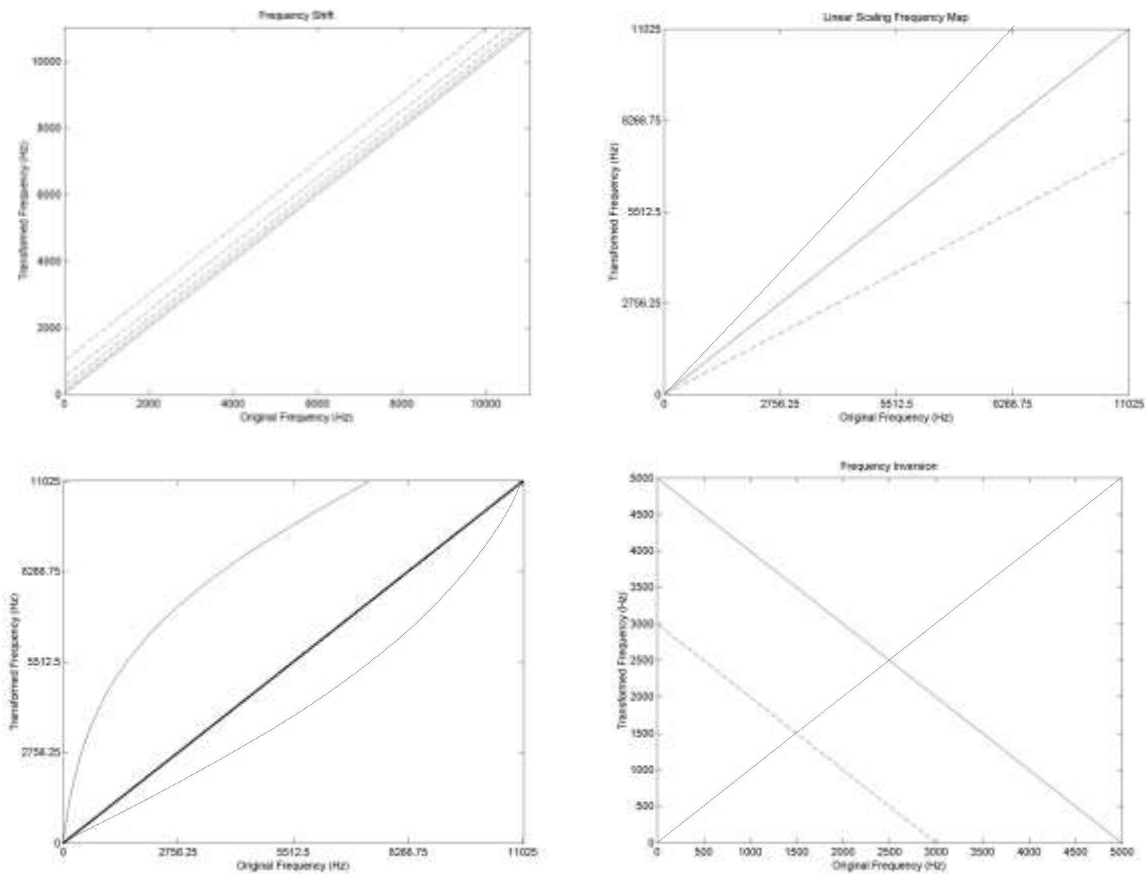 Frequency Shift
10000
8000
6000
4000
2000
0
Transformed Frequency (Hz)
0 2000 4000 6000 8000 10000
Original Frequency (Hz)
Linear Scaling Frequency Map
11025
8268.75
5512.5
2756.25
0
Transformed Frequency (Hz)
0 2756.25 5512.5 8268.75 11025
Original Frequency (Hz)
11025
8268.75
5512.5
2756.25
0
Transformed Frequency (Hz)
0 2756.25 5512.5 8268.75 11025
Original Frequency (Hz)
Frequency Inversion
5000
4500
4000
3500
3000
2500
2000
1500
1000
500
0
Transformed Frequency (Hz)
0 500 1000 1500 2000 2500 3000 3500 4000 4500 5000
Original Frequency (Hz)